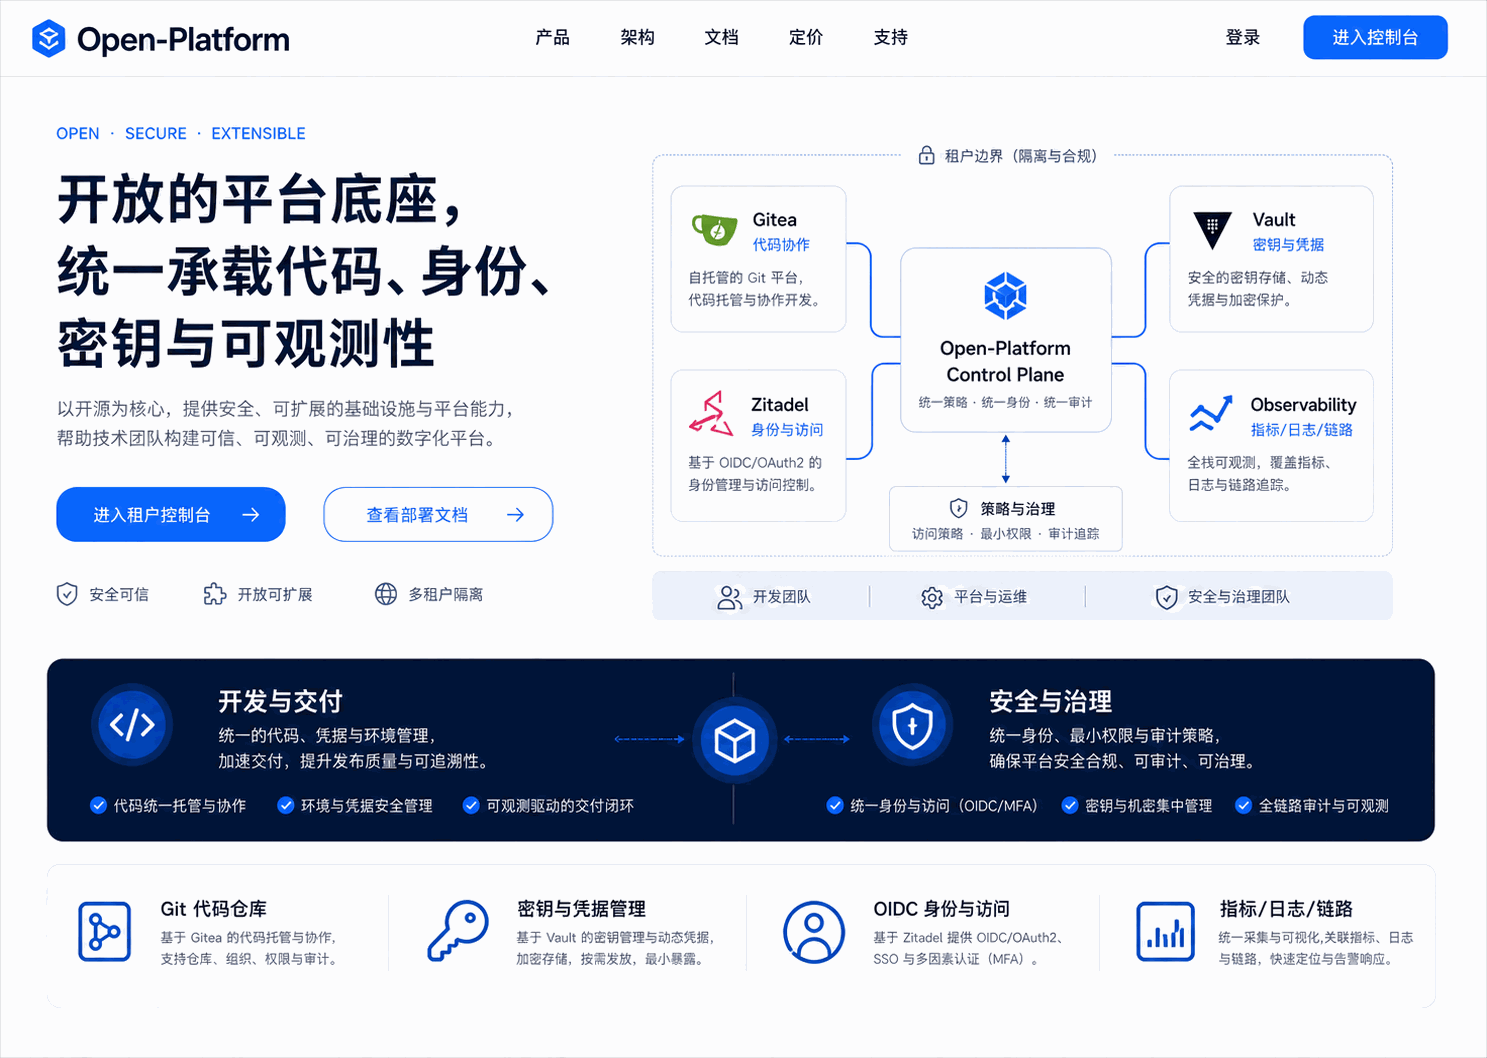 Open-Platform
产品
架构
文档
定价
支持
登录
进入控制台
OPEN · SECURE · EXTENSIBLE
开放的平台底座，
统一承载代码、身份、
密钥与可观测性
以开源为核心，提供安全、可扩展的基础设施与平台能力，
帮助技术团队构建可信、可观测、可治理的数字化平台。
进入租户控制台
查看部署文档
安全可信
开放可扩展
多租户隔离
租户边界（隔离与合规）
Gitea
代码协作
自托管的 Git 平台，
代码托管与协作开发。
Vault
密钥与凭据
安全的密钥存储、动态
凭据与加密保护。
Open-Platform
Control Plane
统一策略 · 统一身份 · 统一审计
Zitadel
身份与访问
基于 OIDC/OAuth2 的
身份管理与访问控制。
Observability
指标/日志/链路
全栈可观测，覆盖指标、
日志与链路追踪。
策略与治理
访问策略 · 最小权限 · 审计追踪
开发团队
平台与运维
安全与治理团队
开发与交付
统一的代码、凭据与环境管理，
加速交付，提升发布质量与可追溯性。
代码统一托管与协作
环境与凭据安全管理
可观测驱动的交付闭环
安全与治理
统一身份、最小权限与审计策略，
确保平台安全合规、可审计、可治理。
统一身份与访问（OIDC/MFA）
密钥与机密集中管理
全链路审计与可观测
Git 代码仓库
基于 Gitea 的代码托管与协作，
支持仓库、组织、权限与审计。
密钥与凭据管理
基于 Vault 的密钥管理与动态凭据，
加密存储，按需发放，最小暴露。
OIDC 身份与访问
基于 Zitadel 提供 OIDC/OAuth2、
SSO 与多因素认证（MFA）。
指标/日志/链路
统一采集与可视化,关联指标、日志
与链路，快速定位与告警响应。